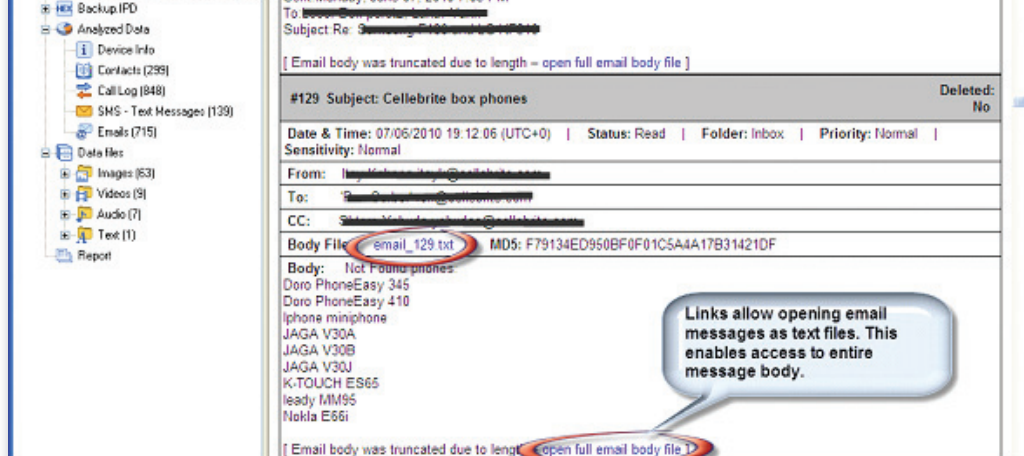 Backup.IPD
Analyzed Data
Device Info
Contacts (299)
Call Log (848)
SMS - Text Messages (139)
Emails (715)
Data files
Images (63)
Videos (9)
Audio (7)
Text (1)
Report
To:
Subject: Re:
[ Email body was truncated due to length – open full email body file ]
#129 Subject: Cellebrite box phones
Deleted:
No
Date & Time: 07/06/2010 19:12:06 (UTC+0) | Status: Read | Folder: Inbox | Priority: Normal |
Sensitivity: Normal
From:
To:
CC:
Body File email_129.txt MD5: F79134ED950BF0F01C5A4A17B31421DF
Body: Not Found phones
Doro PhoneEasy 345
Doro PhoneEasy 410
Iphone miniphone
JAGA V30A
JAGA V30B
JAGA V30J
K-TOUCH ES65
leady MM95
Nokia E66i
[ Email body was truncated due to length open full email body file ]
Links allow opening email
messages as text files. This
enables access to entire
message body.